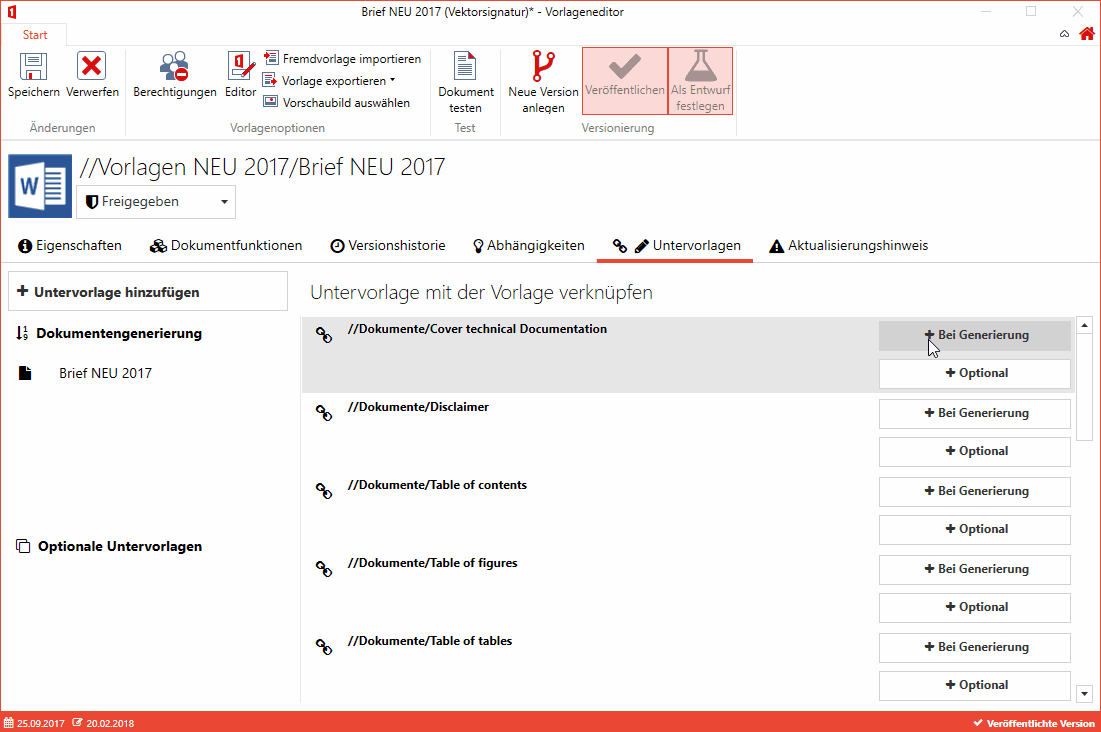 Brief NEU 2017 (Vektorsignatur)* - Vorlageneditor
Start
Speichern
Verwerfen
Änderungen
Berechtigungen
Editor
Fremdvorlage importieren
Vorlage exportieren
Vorschaubild auswählen
Vorlagenoptionen
Dokument
testen
Test
Neue Version
anlegen
Veröffentlichen
Als Entwurf
festlegen
Versionierung
//Vorlagen NEU 2017/Brief NEU 2017
Freigegeben
Eigenschaften
Dokumentfunktionen
Versionshistorie
Abhängigkeiten
Untervorlagen
Aktualisierungshinweis
Untervorlage hinzufügen
Dokumentengenerierung
Brief NEU 2017
Optionale Untervorlagen
Untervorlage mit der Vorlage verknüpfen
//Dokumente/Cover technical Documentation
Bei Generierung
Optional
//Dokumente/Disclaimer
Bei Generierung
Optional
//Dokumente/Table of contents
Bei Generierung
Optional
//Dokumente/Table of figures
Bei Generierung
Optional
//Dokumente/Table of tables
Bei Generierung
Optional
25.09.2017 20.02.2018
Veröffentlichte Version